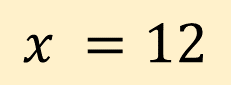 x = 12